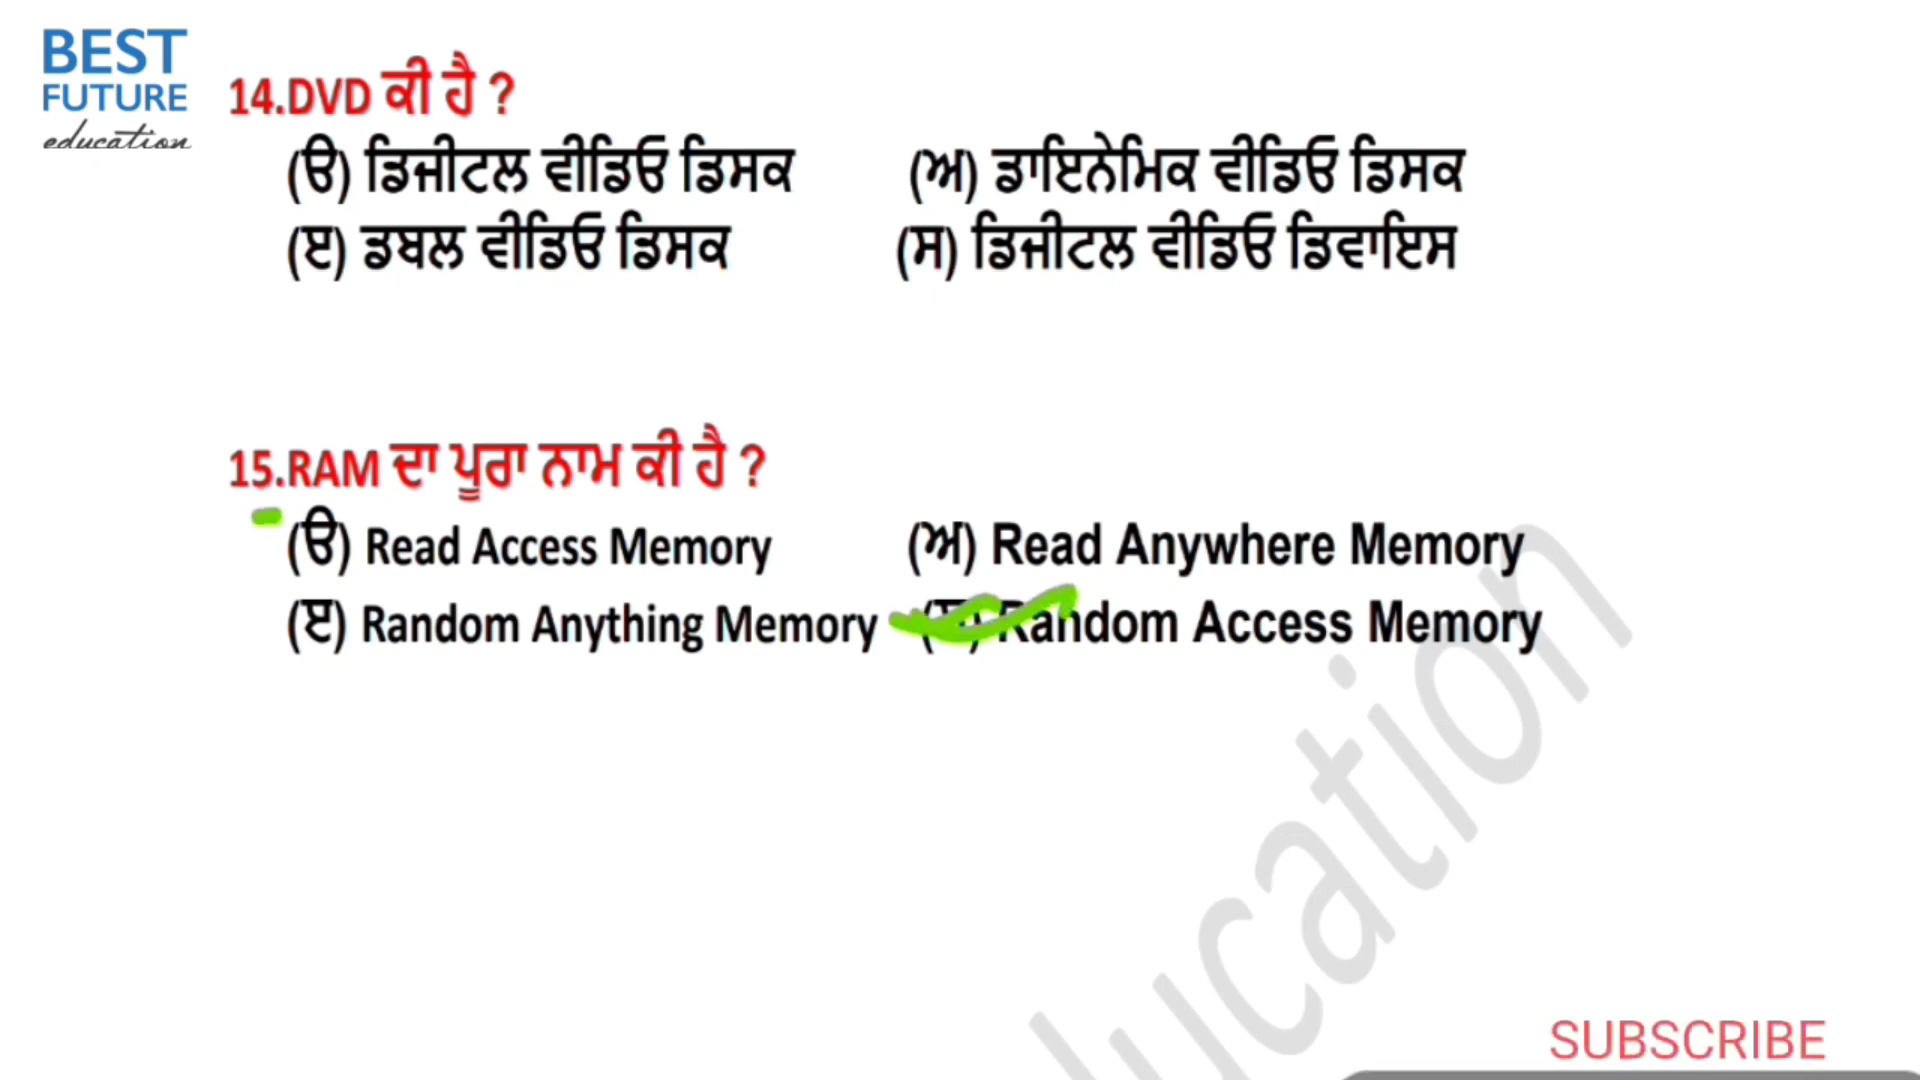 BEST
FUTURE
education
14.DVD ਕੀ ਹੈ ?
(ੳ) ਡਿਜੀਟਲ ਵੀਡਿਓ ਡਿਸਕ (ਅ) ਡਾਇਨੇਮਿਕ ਵੀਡਿਓ ਡਿਸਕ
(ੲ) ਡਬਲ ਵੀਡਿਓ ਡਿਸਕ (ਸ) ਡਿਜੀਟਲ ਵੀਡਿਓ ਡਿਵਾਇਸ
15.RAM ਦਾ ਪੂਰਾ ਨਾਮ ਕੀ ਹੈ ?
(ੳ) Read Access Memory (ਅ) Read Anywhere Memory
(ੲ) Random Anything Memory (ਸ) Random Access Memory
ducation
SUBSCRIBE